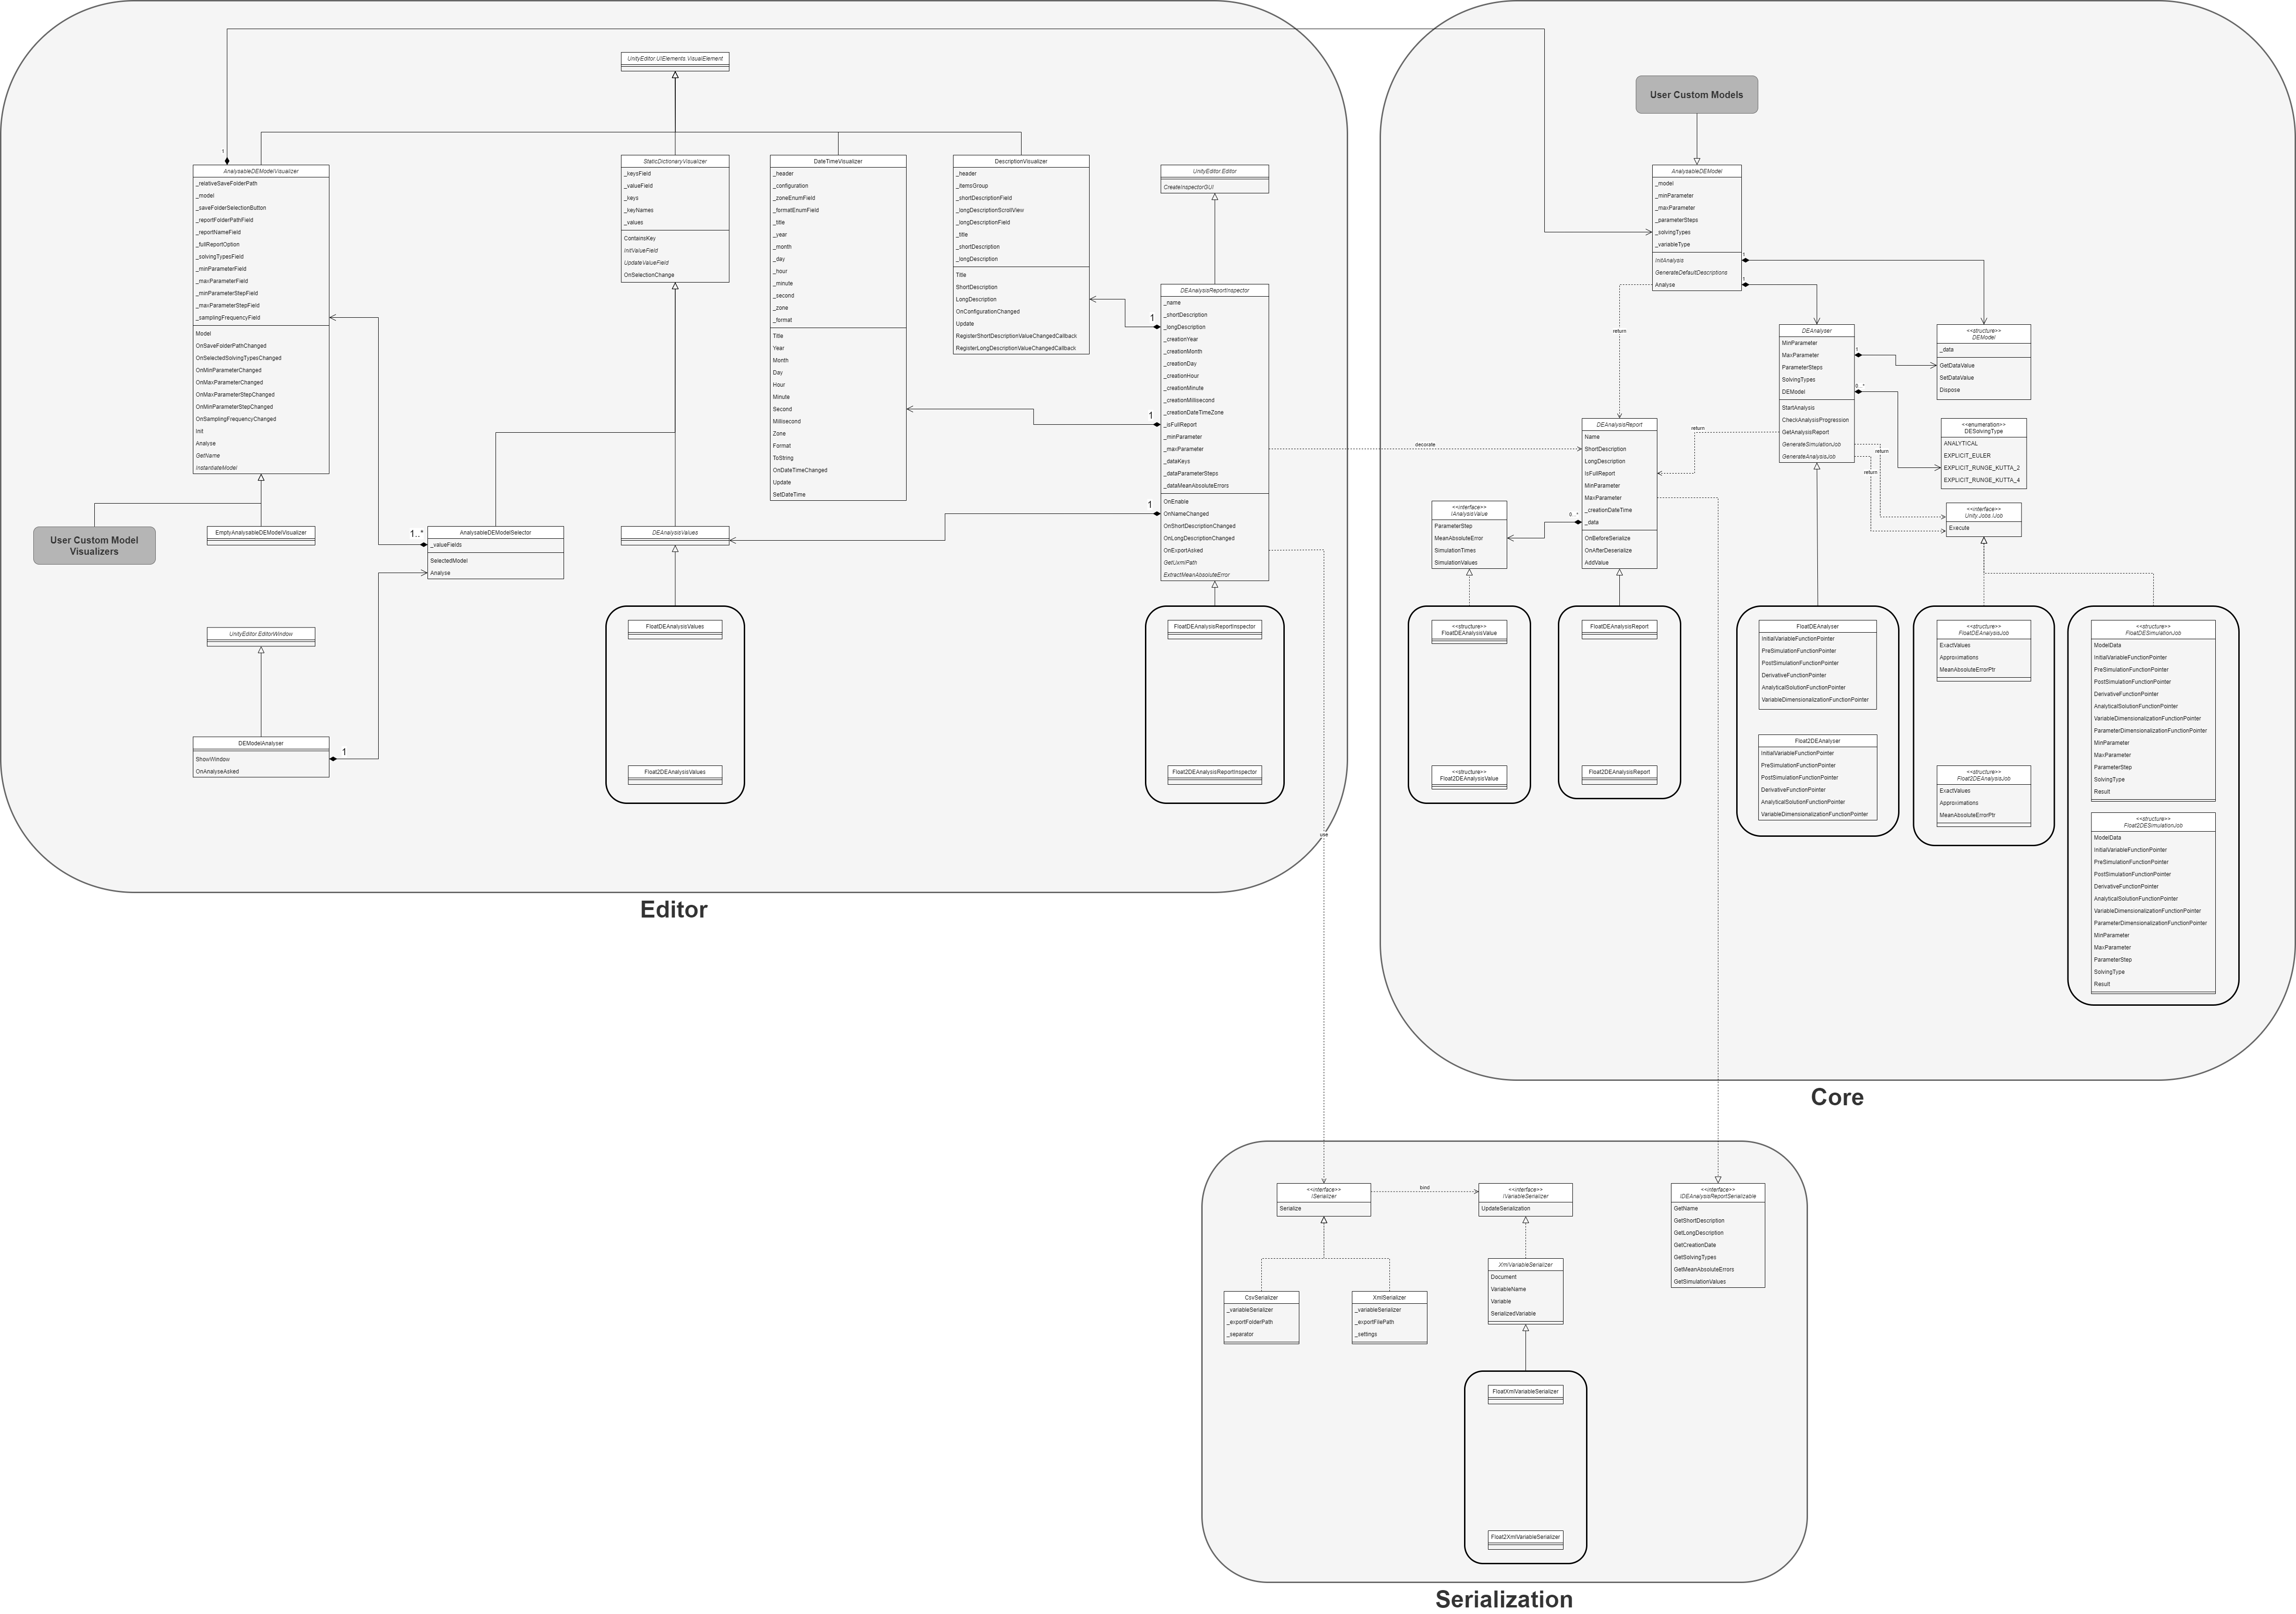 UnityEditor UIElements VisualElement
1
AnalysableDEModelVisualizer
_relativeSaveFolderPath
_model
_saveFolderSelectionButton
_reportFolderPathField
_reportNameField
_fullReportOption
_solvingTypesField
_minParameterField
_maxParameterField
_minParameterStepField
_maxParameterStepField
_samplingFrequencyField
Model
OnSaveFolderPathChanged
OnSelectedSolvingTypesChanged
OnMinParameterChanged
OnMaxParameterChanged
OnMaxParameterStepChanged
OnMinParameterStepChanged
OnSamplingFrequencyChanged
Init
Analyse
GetName
InstantiateModel
StaticDictionaryVisualizer
_keysField
_valueField
_keys
_keyNames
_values
ContainsKey
InitValueField
UpdateValueField
OnSelectionChange
DateTimeVisualizer
_header
_configuration
_zoneEnumField
_formatEnumField
_title
_year
_month
_day
_hour
_minute
_second
_zone
_format
Title
Year
Month
Day
Hour
Minute
Second
Millisecond
Zone
Format
ToString
OnDateTimeChanged
Update
SetDateTime
DescriptionVisualizer
_header
_itemsGroup
_shortDescriptionField
_longDescriptionScrollView
_longDescriptionField
_title
_shortDescription
_longDescription
Title
ShortDescription
LongDescription
OnConfigurationChanged
Update
RegisterShortDescriptionValueChangedCallback
RegisterLongDescriptionValueChangedCallback
UnityEditor Editor
CreateInspectorGUI
DEAnalysisReportInspector
_name
_shortDescription
_longDescription
_creationYear
_creationMonth
_creationDay
_creationHour
_creationMinute
_creationMillisecond
_creationDateTimeZone
_isFullReport
_minParameter
_maxParameter
_dataKeys
_dataParameterSteps
_dataMeanAbsoluteErrors
OnEnable
OnNameChanged
OnShortDescriptionChanged
OnLongDescriptionChanged
OnExportAsked
GetUxmlPath
ExtractMeanAbsoluteError
1
1
1
User Custom Model
Visualizers
EmptyAnalysableDEModelVisualizer
1..*
AnalysableDEModelSelector
_valueFields
SelectedModel
Analyse
DEAnalysisValues
UnityEditor EditorWindow
DEModelAnalyser
ShowWindow
OnAnalyseAsked
1
FloatDEAnalysisValues
Float2DEAnalysisValues
FloatDEAnalysisReportInspector
Float2DEAnalysisReportInspector
Editor
decorate
use
User Custom Models
AnalysableDEModel
_model
_minParameter
_maxParameter
_parameterSteps
_solvingTypes
_variableType
InitAnalysis
GenerateDefaultDescriptions
Analyse
1
1
return
DEAnalyser
MinParameter
MaxParameter
ParameterSteps
SolvingTypes
DEModel
StartAnalysis
CheckAnalysisProgression
GetAnalysisReport
GenerateSimulationJob
GenerateAnalysisJob
1
0...*
return
return
return
<<structure>>
DEModel
_data
GetDataValue
SetDataValue
Dispose
<<enumeration>>
DESolvingType
ANALYTICAL
EXPLICIT_EULER
EXPLICIT_RUNGE_KUTTA_2
EXPLICIT_RUNGE_KUTTA_4
<<interface>>
Unity.Jobs.IJob
Execute
DEAnalysisReport
Name
ShortDescription
LongDescription
IsFullReport
MinParameter
MaxParameter
_creationDateTime
_data
OnBeforeSerialize
OnAfterDeserialize
AddValue
0...*
<<interface>>
IAnalysisValue
ParameterStep
MeanAbsoluteError
SimulationTimes
SimulationValues
<<structure>>
FloatDEAnalysisValue
<<structure>>
Float2DEAnalysisValue
FloatDEAnalysisReport
Float2DEAnalysisReport
FloatDEAnalyser
InitialVariableFunctionPointer
PreSimulationFunctionPointer
PostSimulationFunctionPointer
DerivativeFunctionPointer
AnalyticalSolutionFunctionPointer
VariableDimensionalizationFunctionPointer
Float2DEAnalyser
InitialVariableFunctionPointer
PreSimulationFunctionPointer
PostSimulationFunctionPointer
DerivativeFunctionPointer
AnalyticalSolutionFunctionPointer
VariableDimensionalizationFunctionPointer
<<structure>>
FloatDEAnalysisJob
ExactValues
Approximations
MeanAbsoluteErrorPtr
<<structure>>
Float2DEAnalysisJob
ExactValues
Approximations
MeanAbsoluteErrorPtr
<<structure>>
FloatDESimulationJob
ModelData
InitialVariableFunctionPointer
PreSimulationFunctionPointer
PostSimulationFunctionPointer
DerivativeFunctionPointer
AnalyticalSolutionFunctionPointer
VariableDimensionalizationFunctionPointer
ParameterDimensionalizationFunctionPointer
MinParameter
MaxParameter
ParameterStep
SolvingType
Result
<<structure>>
Float2DESimulationJob
ModelData
InitialVariableFunctionPointer
PreSimulationFunctionPointer
PostSimulationFunctionPointer
DerivativeFunctionPointer
AnalyticalSolutionFunctionPointer
VariableDimensionalizationFunctionPointer
ParameterDimensionalizationFunctionPointer
MinParameter
MaxParameter
ParameterStep
SolvingType
Result
Core
<<interface>>
ISerializer
Serialize
bind
<<interface>>
IVariableSerializer
UpdateSerialization
<<interface>>
IDEAnalysisReportSerializable
GetName
GetShortDescription
GetLongDescription
GetCreationDate
GetSolvingTypes
GetMeanAbsoluteErrors
GetSimulationValues
CsvSerializer
_variableSerializer
_exportFolderPath
_separator
XmlSerializer
_variableSerializer
_exportFilePath
_settings
XmlVariableSerializer
Document
VariableName
Variable
SerializedVariable
FloatXmlVariableSerializer
Float2XmlVariableSerializer
Serialization